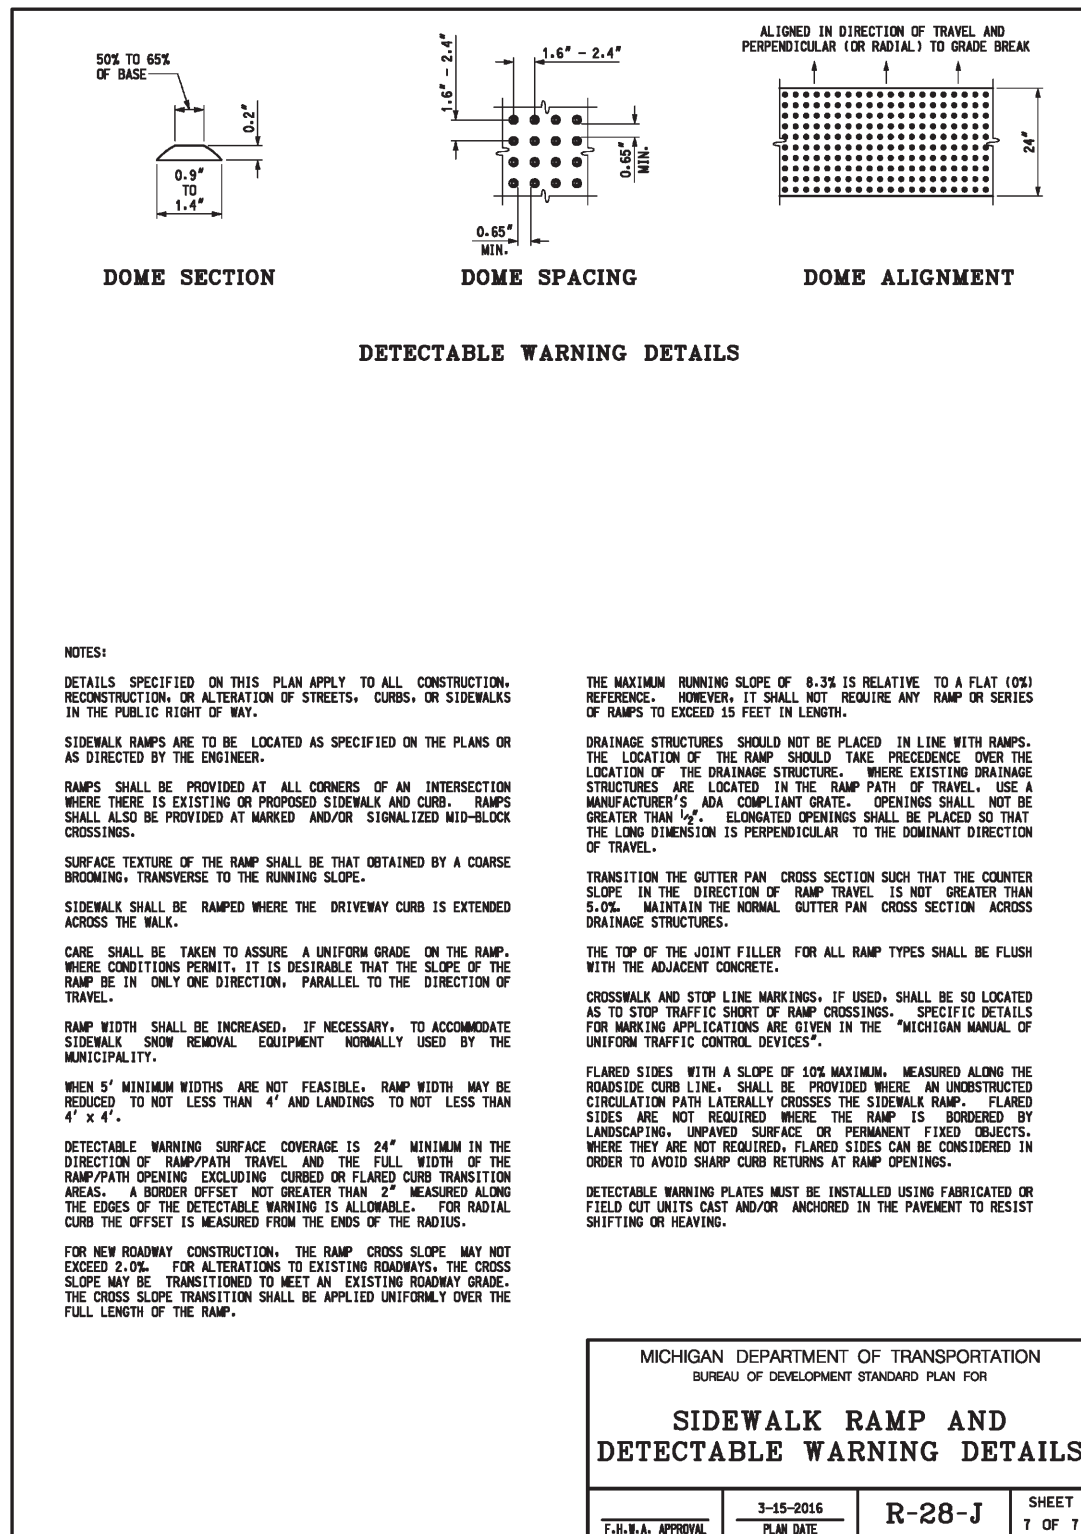 50% TO 65%
OF BASE
0.2"
0.9"
TO
1.4"
DOME SECTION
1.6" - 2.4"
1.6" - 2.4"
0.65"
MIN.
0.65"
MIN.
DOME SPACING
ALIGNED IN DIRECTION OF TRAVEL AND
PERPENDICULAR (OR RADIAL) TO GRADE BREAK
24"
DOME ALIGNMENT
DETECTABLE WARNING DETAILS
NOTES:
DETAILS SPECIFIED ON THIS PLAN APPLY TO ALL CONSTRUCTION,
RECONSTRUCTION, OR ALTERATION OF STREETS, CURBS, OR SIDEWALKS
IN THE PUBLIC RIGHT OF WAY.
SIDEWALK RAMPS ARE TO BE LOCATED AS SPECIFIED ON THE PLANS OR
AS DIRECTED BY THE ENGINEER.
RAMPS SHALL BE PROVIDED AT ALL CORNERS OF AN INTERSECTION
WHERE THERE IS EXISTING OR PROPOSED SIDEWALK AND CURB. RAMPS
SHALL ALSO BE PROVIDED AT MARKED AND/OR SIGNALIZED MID-BLOCK
CROSSINGS.
SURFACE TEXTURE OF THE RAMP SHALL BE THAT OBTAINED BY A COARSE
BROOMING, TRANSVERSE TO THE RUNNING SLOPE.
SIDEWALK SHALL BE RAMPED WHERE THE DRIVEWAY CURB IS EXTENDED
ACROSS THE WALK.
CARE SHALL BE TAKEN TO ASSURE A UNIFORM GRADE ON THE RAMP.
WHERE CONDITIONS PERMIT, IT IS DESIRABLE THAT THE SLOPE OF THE
RAMP BE IN ONLY ONE DIRECTION, PARALLEL TO THE DIRECTION OF
TRAVEL.
RAMP WIDTH SHALL BE INCREASED, IF NECESSARY, TO ACCOMMODATE
SIDEWALK SNOW REMOVAL EQUIPMENT NORMALLY USED BY THE
MUNICIPALITY.
WHEN 5' MINIMUM WIDTHS ARE NOT FEASIBLE, RAMP WIDTH MAY BE
REDUCED TO NOT LESS THAN 4' AND LANDINGS TO NOT LESS THAN
4' x 4'.
DETECTABLE WARNING SURFACE COVERAGE IS 24" MINIMUM IN THE
DIRECTION OF RAMP/PATH TRAVEL AND THE FULL WIDTH OF THE
RAMP/PATH OPENING EXCLUDING CURBED OR FLARED CURB TRANSITION
AREAS. A BORDER OFFSET NOT GREATER THAN 2" MEASURED ALONG
THE EDGES OF THE DETECTABLE WARNING IS ALLOWABLE. FOR RADIAL
CURB THE OFFSET IS MEASURED FROM THE ENDS OF THE RADIUS.
FOR NEW ROADWAY CONSTRUCTION, THE RAMP CROSS SLOPE MAY NOT
EXCEED 2.0%. FOR ALTERATIONS TO EXISTING ROADWAYS, THE CROSS
SLOPE MAY BE TRANSITIONED TO MEET AN EXISTING ROADWAY GRADE.
THE CROSS SLOPE TRANSITION SHALL BE APPLIED UNIFORMLY OVER THE
FULL LENGTH OF THE RAMP.
THE MAXIMUM RUNNING SLOPE OF 8.3% IS RELATIVE TO A FLAT (0%)
REFERENCE. HOWEVER, IT SHALL NOT REQUIRE ANY RAMP OR SERIES
OF RAMPS TO EXCEED 15 FEET IN LENGTH.
DRAINAGE STRUCTURES SHOULD NOT BE PLACED IN LINE WITH RAMPS.
THE LOCATION OF THE RAMP SHOULD TAKE PRECEDENCE OVER THE
LOCATION OF THE DRAINAGE STRUCTURE. WHERE EXISTING DRAINAGE
STRUCTURES ARE LOCATED IN THE RAMP PATH OF TRAVEL, USE A
MANUFACTURER'S ADA COMPLIANT GRATE. OPENINGS SHALL NOT BE
GREATER THAN 1/2". ELONGATED OPENINGS SHALL BE PLACED SO THAT
THE LONG DIMENSION IS PERPENDICULAR TO THE DOMINANT DIRECTION
OF TRAVEL.
TRANSITION THE GUTTER PAN CROSS SECTION SUCH THAT THE COUNTER
SLOPE IN THE DIRECTION OF RAMP TRAVEL IS NOT GREATER THAN
5.0%. MAINTAIN THE NORMAL GUTTER PAN CROSS SECTION ACROSS
DRAINAGE STRUCTURES.
THE TOP OF THE JOINT FILLER FOR ALL RAMP TYPES SHALL BE FLUSH
WITH THE ADJACENT CONCRETE.
CROSSWALK AND STOP LINE MARKINGS, IF USED, SHALL BE SO LOCATED
AS TO STOP TRAFFIC SHORT OF RAMP CROSSINGS. SPECIFIC DETAILS
FOR MARKING APPLICATIONS ARE GIVEN IN THE "MICHIGAN MANUAL OF
UNIFORM TRAFFIC CONTROL DEVICES".
FLARED SIDES WITH A SLOPE OF 10% MAXIMUM, MEASURED ALONG THE
ROADSIDE CURB LINE, SHALL BE PROVIDED WHERE AN UNOBSTRUCTED
CIRCULATION PATH LATERALLY CROSSES THE SIDEWALK RAMP. FLARED
SIDES ARE NOT REQUIRED WHERE THE RAMP IS BORDERED BY
LANDSCAPING, UNPAVED SURFACE OR PERMANENT FIXED OBJECTS.
WHERE THEY ARE NOT REQUIRED, FLARED SIDES CAN BE CONSIDERED IN
ORDER TO AVOID SHARP CURB RETURNS AT RAMP OPENINGS.
DETECTABLE WARNING PLATES MUST BE INSTALLED USING FABRICATED OR
FIELD CUT UNITS CAST AND/OR ANCHORED IN THE PAVEMENT TO RESIST
SHIFTING OR HEAVING.
MICHIGAN DEPARTMENT OF TRANSPORTATION
BUREAU OF DEVELOPMENT STANDARD PLAN FOR
SIDEWALK RAMP AND
DETECTABLE WARNING DETAILS
F.H.W.A. APPROVAL
3-15-2016
PLAN DATE
R-28-J
SHEET
7 OF 7